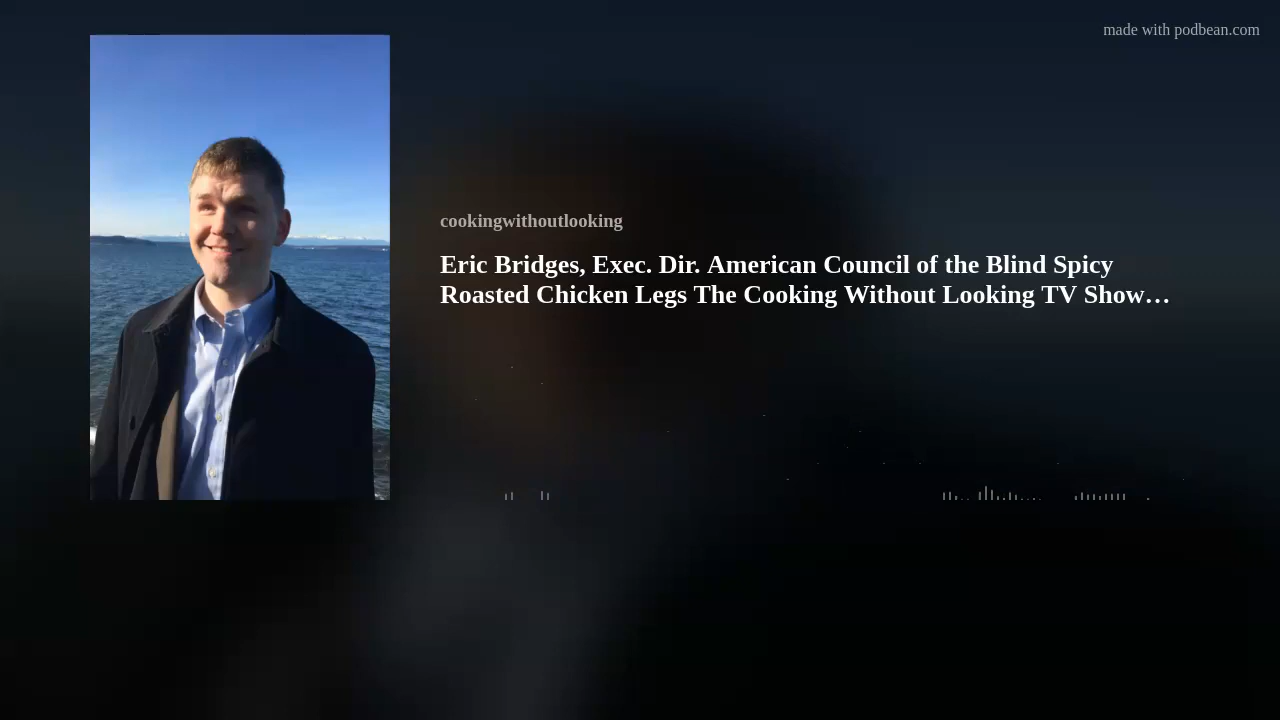 made with podbean.com
cookingwithoutlooking
Eric Bridges, Exec. Dir. American Council of the Blind Spicy
Roasted Chicken Legs The Cooking Without Looking TV Show…